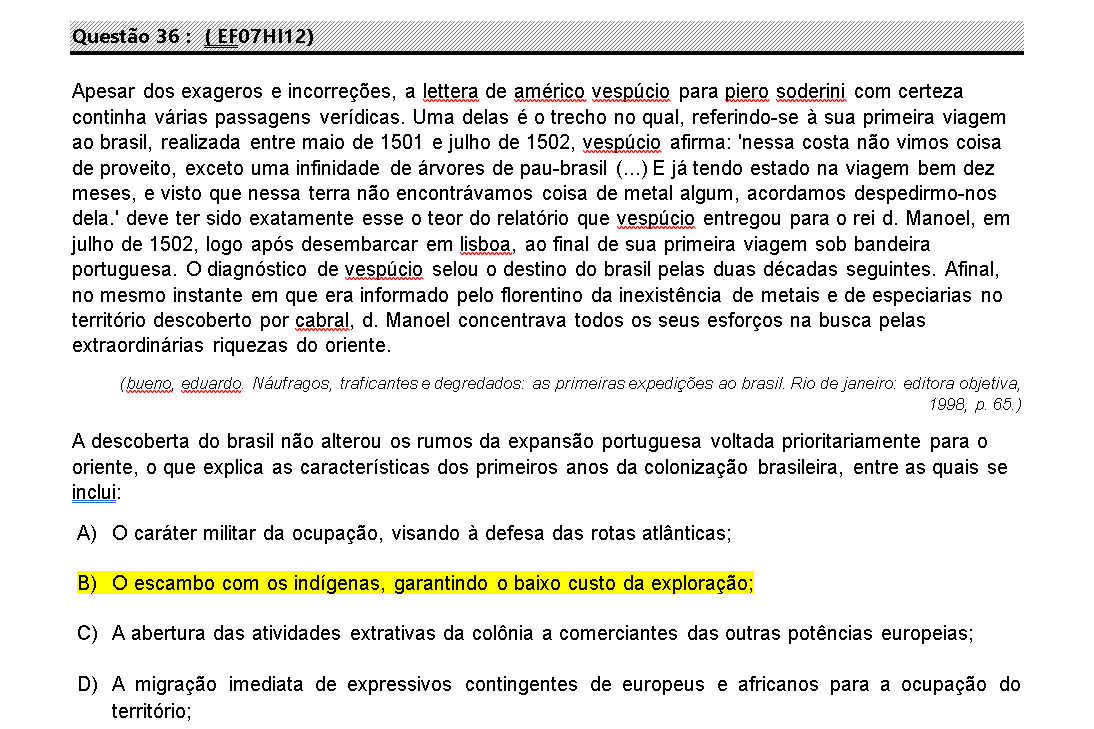 Questão 36 : ( EF07HI12)
Apesar dos exageros e incorreções, a lettera de américo vespúcio para piero soderini com certeza
continha várias passagens verídicas. Uma delas é o trecho no qual, referindo-se à sua primeira viagem
ao brasil, realizada entre maio de 1501 e julho de 1502, vespúcio afirma: 'nessa costa não vimos coisa
de proveito, exceto uma infinidade de árvores de pau-brasil (...) E já tendo estado na viagem bem dez
meses, e visto que nessa terra não encontrávamos coisa de metal algum, acordamos despedirmo-nos
dela.' deve ter sido exatamente esse o teor do relatório que vespúcio entregou para o rei d. Manoel, em
julho de 1502, logo após desembarcar em lisboa, ao final de sua primeira viagem sob bandeira
portuguesa. O diagnóstico de vespúcio selou o destino do brasil pelas duas décadas seguintes. Afinal,
no mesmo instante em que era informado pelo florentino da inexistência de metais e de especiarias no
território descoberto por cabral, d. Manoel concentrava todos os seus esforços na busca pelas
extraordinárias riquezas do oriente.
(bueno, eduardo. Náufragos, traficantes e degredados: as primeiras expedições ao brasil. Rio de janeiro: editora objetiva,
1998, p. 65.)
A descoberta do brasil não alterou os rumos da expansão portuguesa voltada prioritariamente para o
oriente, o que explica as características dos primeiros anos da colonização brasileira, entre as quais se
inclui:
A) O caráter militar da ocupação, visando à defesa das rotas atlânticas;
B) O escambo com os indígenas, garantindo o baixo custo da exploração;
C) A abertura das atividades extrativas da colônia a comerciantes das outras potências europeias;
D) A migração imediata de expressivos contingentes de europeus e africanos para a ocupação do
território;